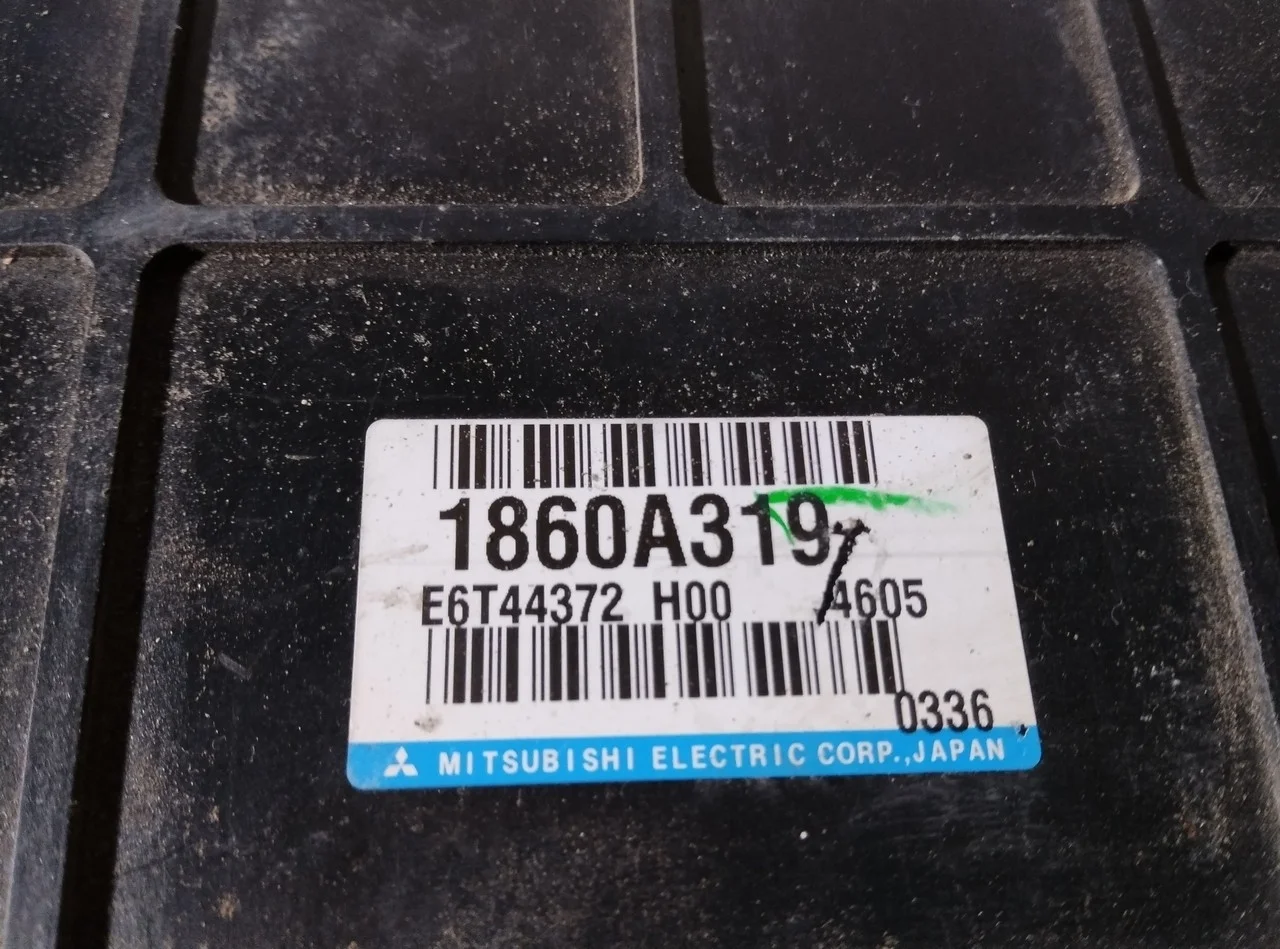 1860A319
E6T44372 H00 4605
0336
MITSUBISHI ELECTRIC CORP.,JAPAN